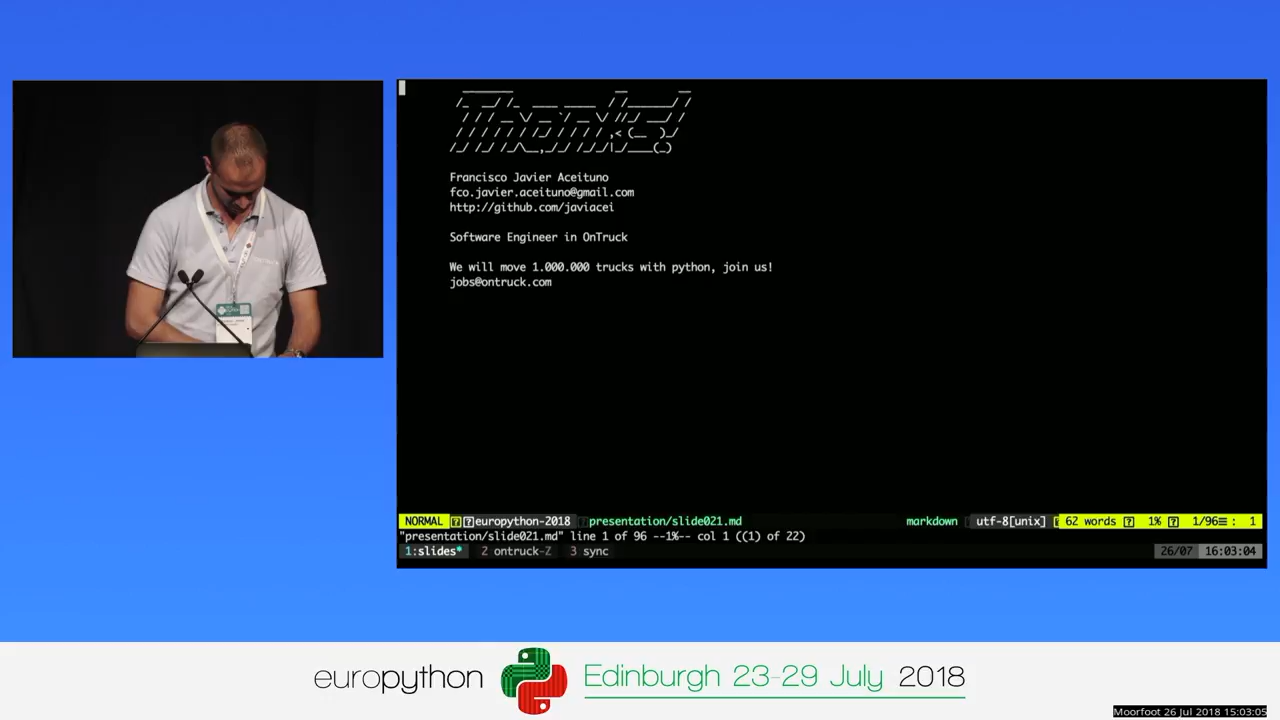 Thanks!
Francisco Javier Aceituno
fco.javier.aceituno@gmail.com
http://github.com/javiacei
Software Engineer in OnTruck
We will move 1.000.000 trucks with python, join us!
jobs@ontruck.com
NORMAL europython-2018 presentation/slide021.md markdown utf-8[unix] 62 words 1% 1/96≡ : 1
"presentation/slide021.md" line 1 of 96 --1%-- col 1 ((1) of 22)
1:slides* 2 ontruck-Z 3 sync 26/07 16:03:04
europython Edinburgh 23-29 July 2018
Moorfoot 26 Jul 2018 15:03:05